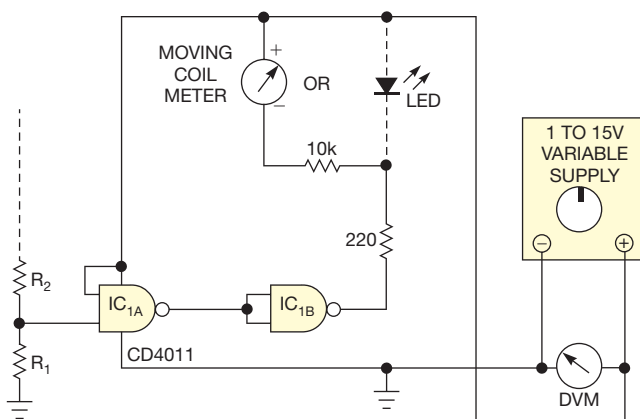 MOVING
COIL
METER
+
−
OR
LED
10k
220
1 TO 15V
VARIABLE
SUPPLY
−
+
R2
R1
IC1A
IC1B
CD4011
DVM